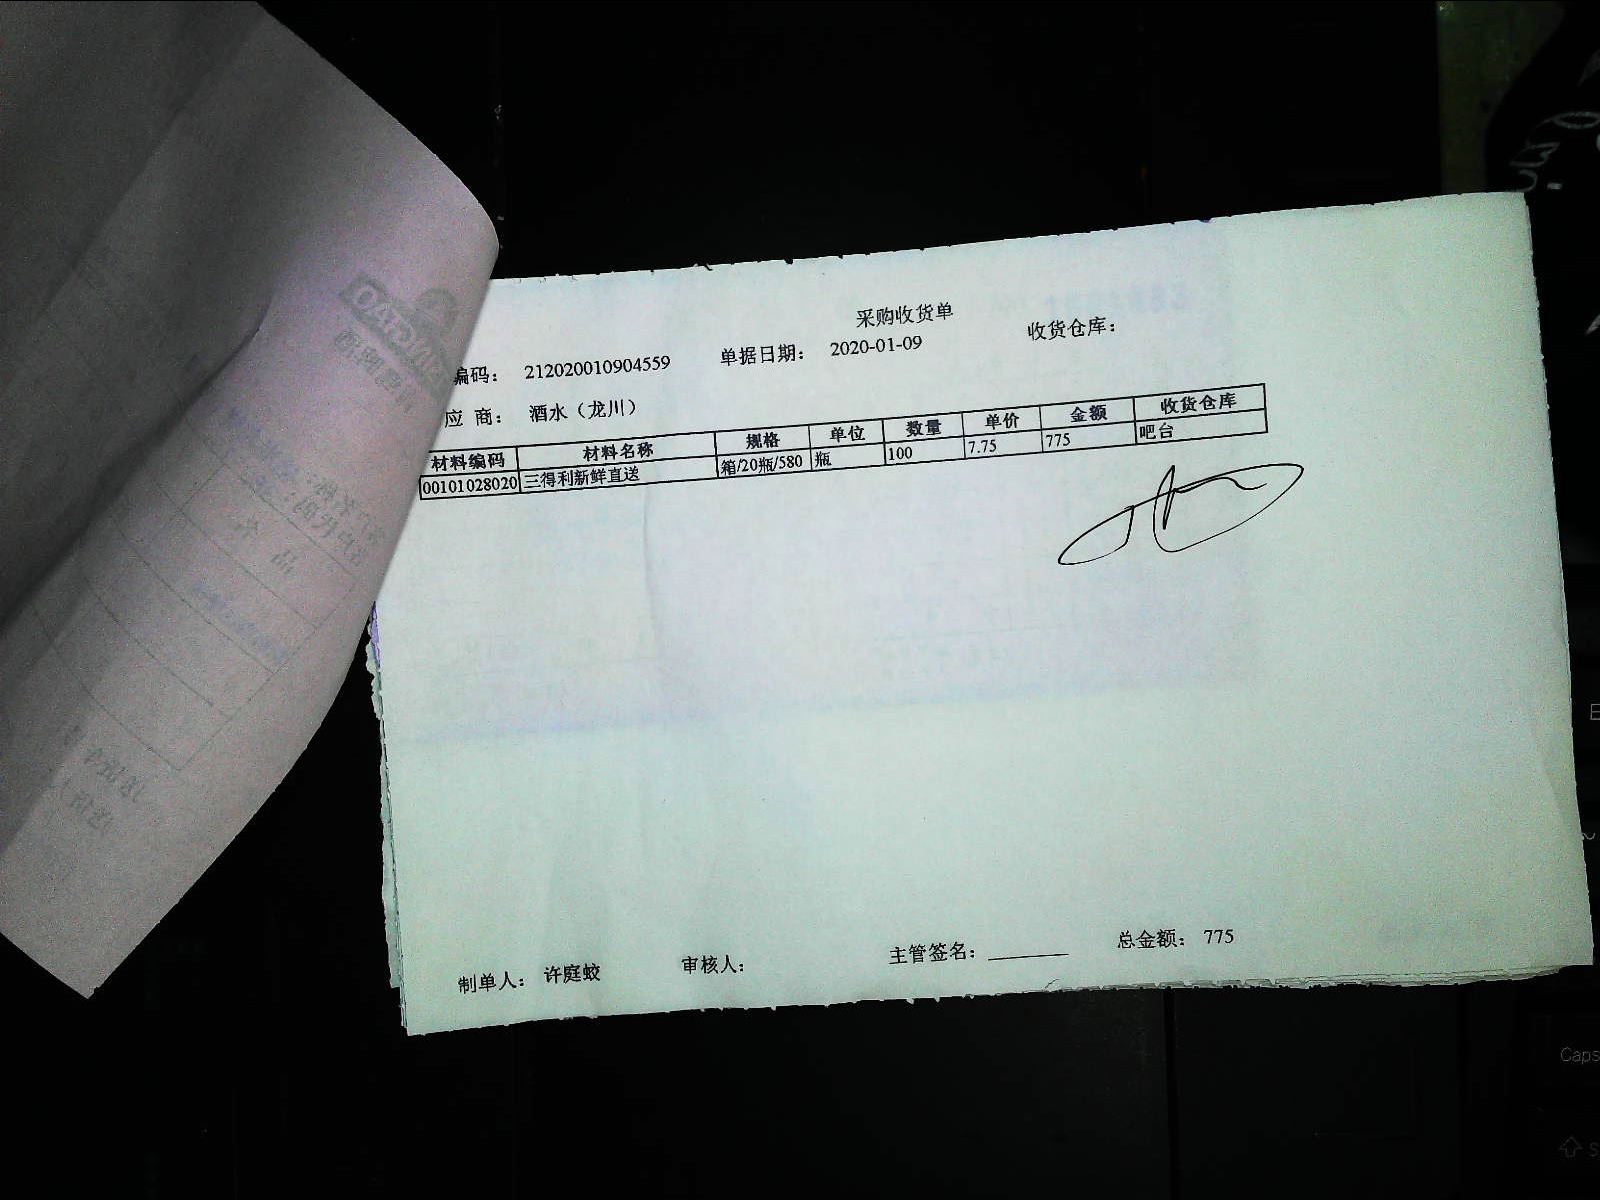 采购收货单
编码： 212020010904559 单据日期： 2020-01-09 收货仓库：
应 商： 酒水（龙川）
材料编码 材料名称 规格 单位 数量 单价 金额 收货仓库
00101028020 三得利新鲜直送 箱/20瓶/580 瓶 100 7.75 775 吧台
制单人： 许庭蛟 审核人： 主管签名：________ 总金额： 775
Caps